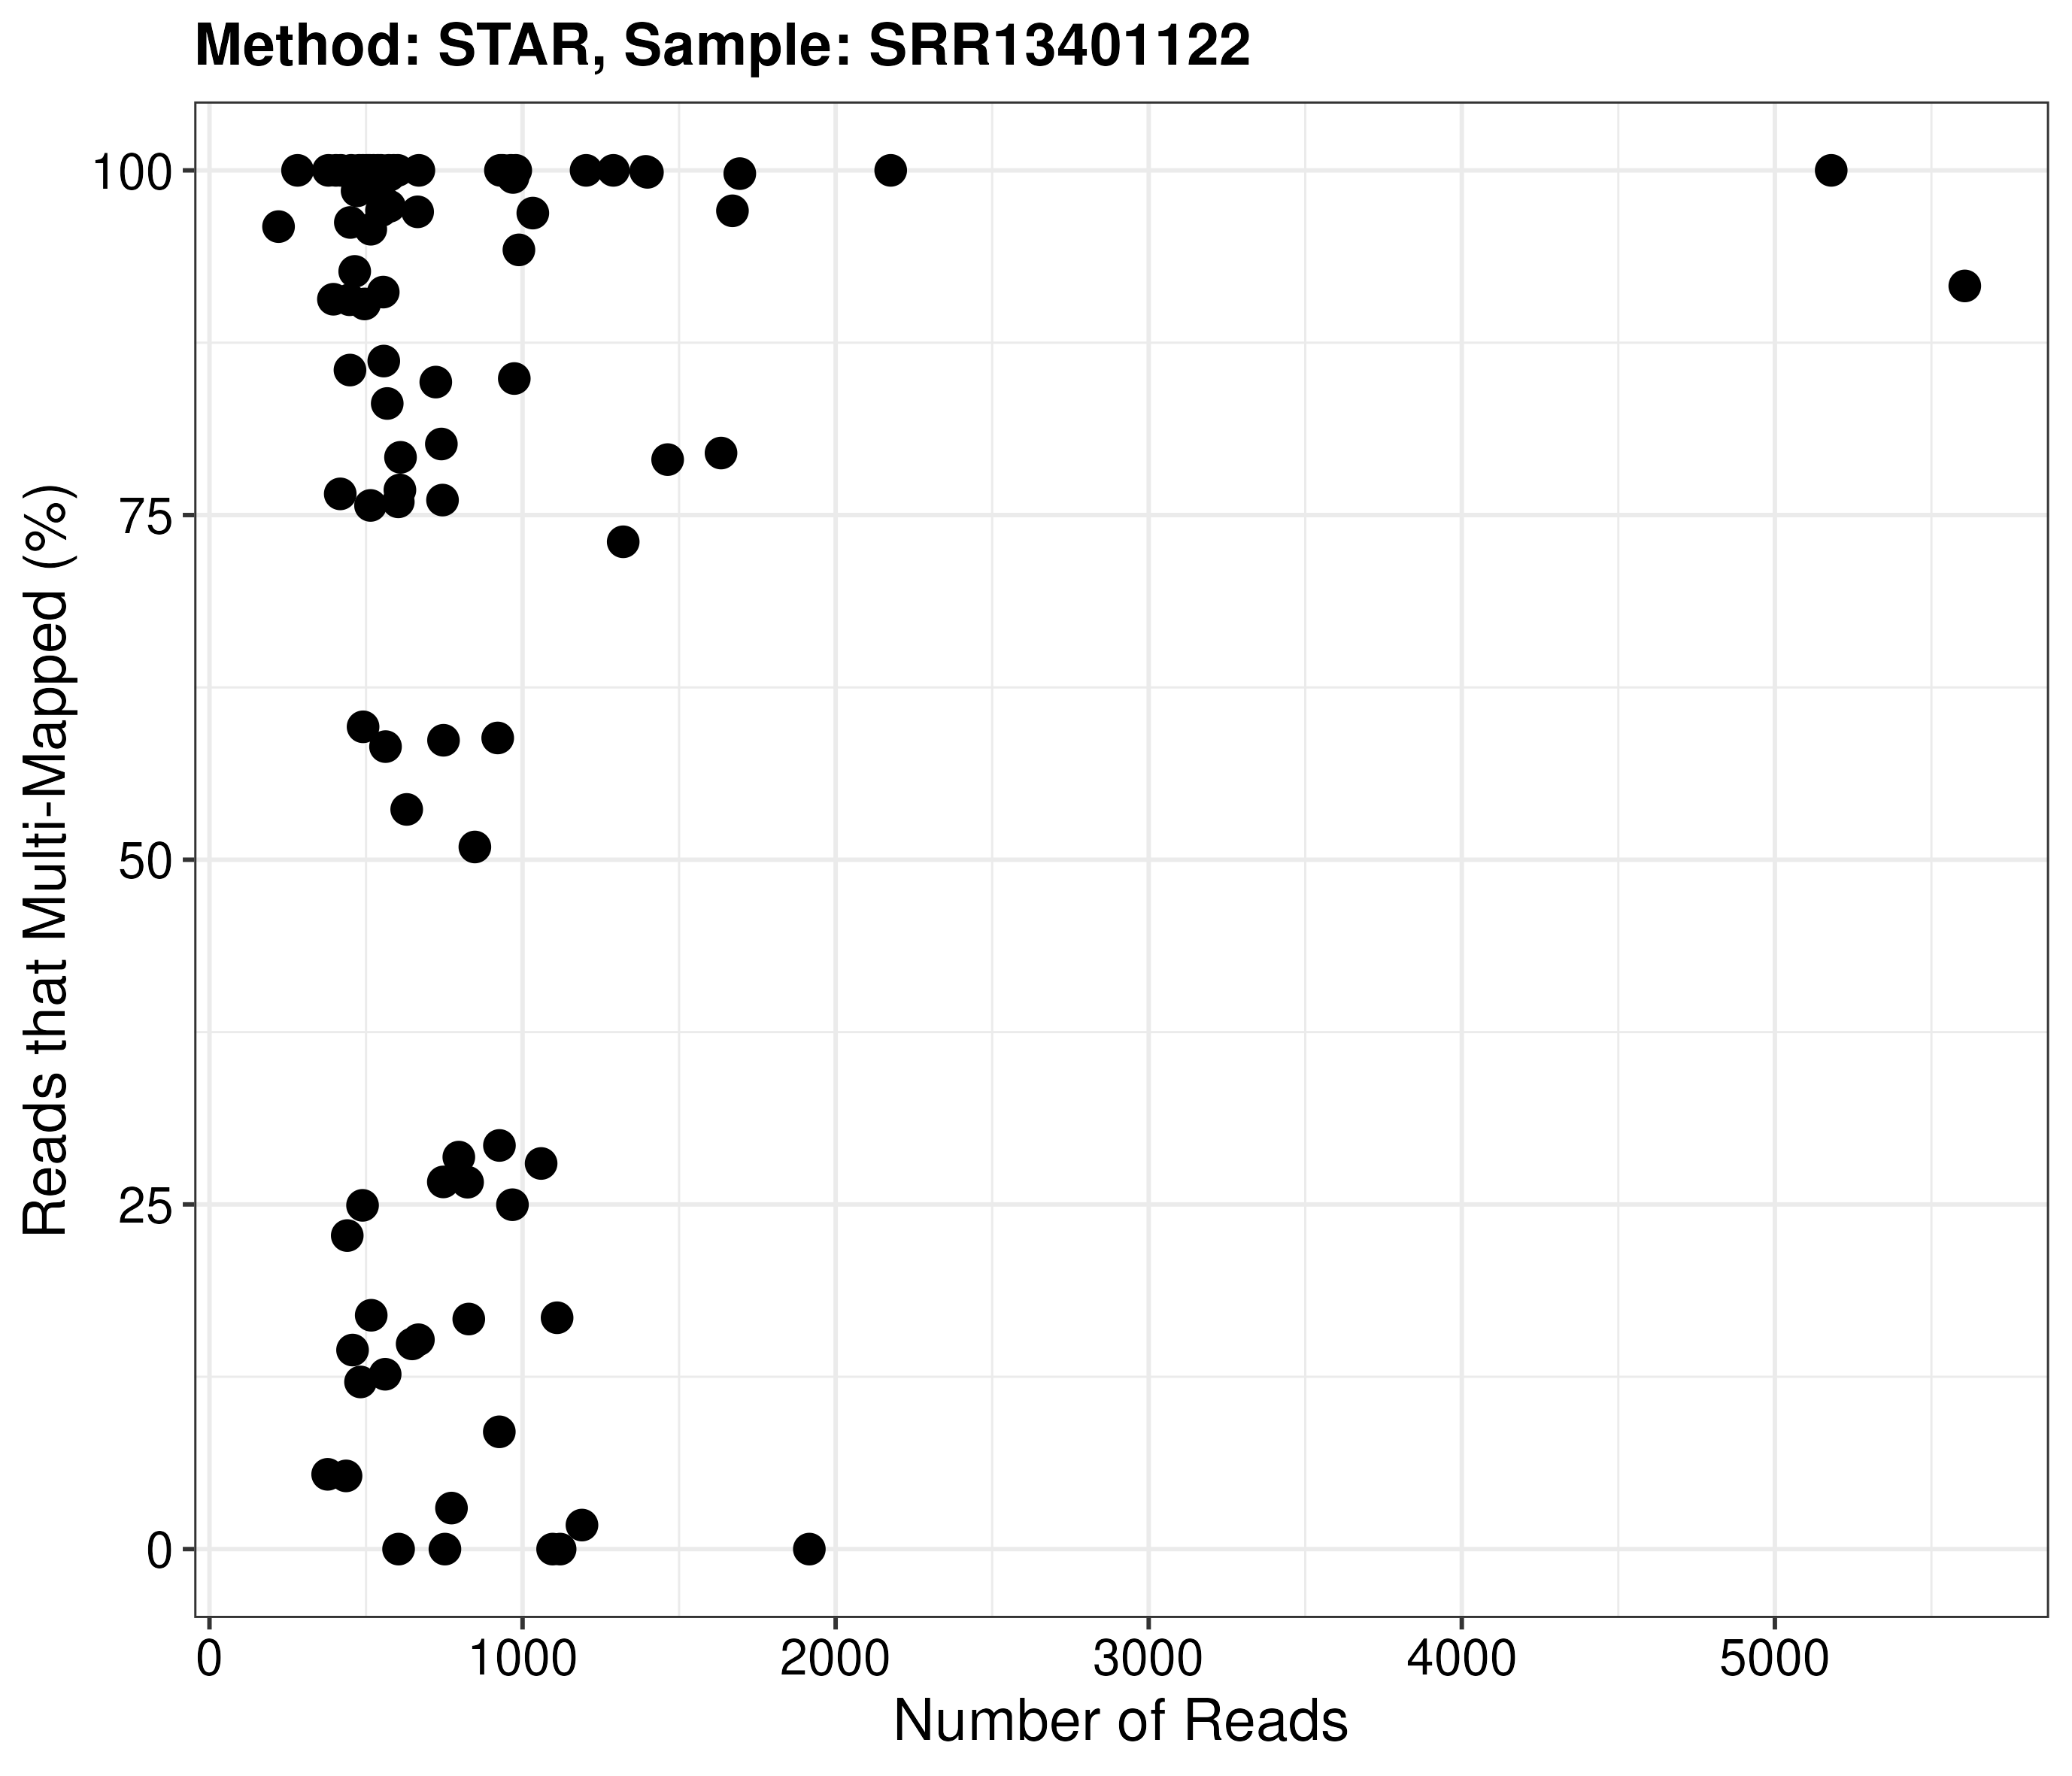 Method: STAR, Sample: SRR13401122
Reads that Multi-Mapped (%)
100
75
50
25
0
0 1000 2000 3000 4000 5000
Number of Reads